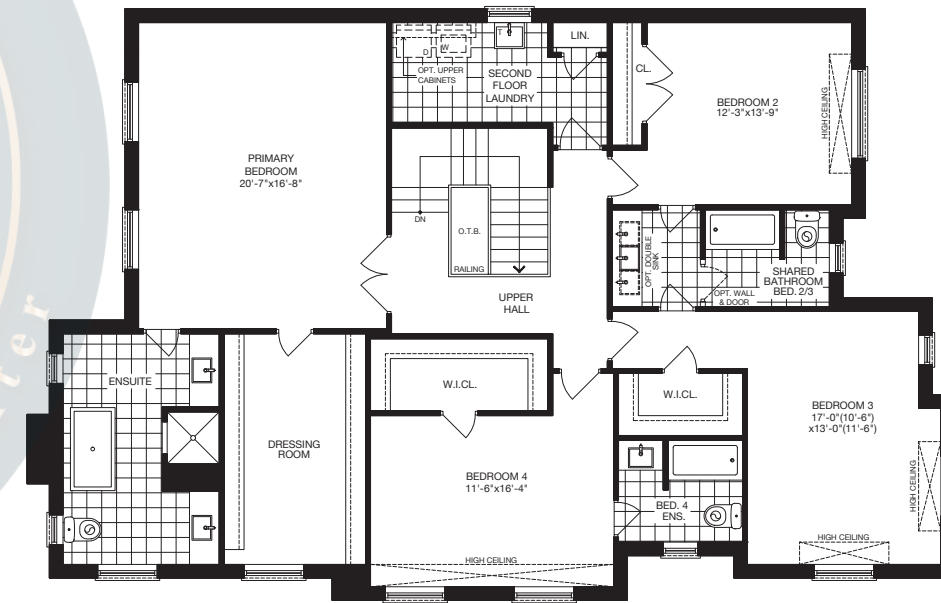 T
LIN.
D
W
OPT. UPPER
CABINETS
SECOND
FLOOR
LAUNDRY
CL.
BEDROOM 2
12'-3"x13'-9"
HIGH CEILING
PRIMARY
BEDROOM
20'-7"x16'-8"
DN
O.T.B.
RAILING
UPPER
HALL
OPT. DOUBLE
SINK
OPT. WALL
& DOOR
SHARED
BATHROOM
BED. 2/3
ENSUITE
DRESSING
ROOM
W.I.CL.
W.I.CL.
BEDROOM 3
17'-0"(10'-6")
x13'-0"(11'-6")
BEDROOM 4
11'-6"x16'-4"
BED. 4
ENS.
HIGH CEILING
HIGH CEILING
HIGH CEILING